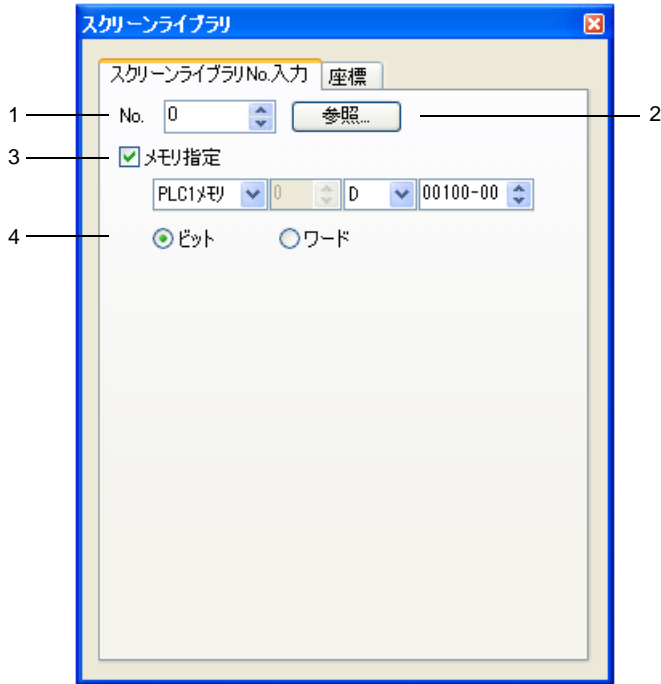 スクリーンライブラリ
スクリーンライブラリNo.入力 座標
1 No. 0 参照... 2
3 メモリ指定
PLC1メモリ 0 D 00100-00
4 ビット ワード